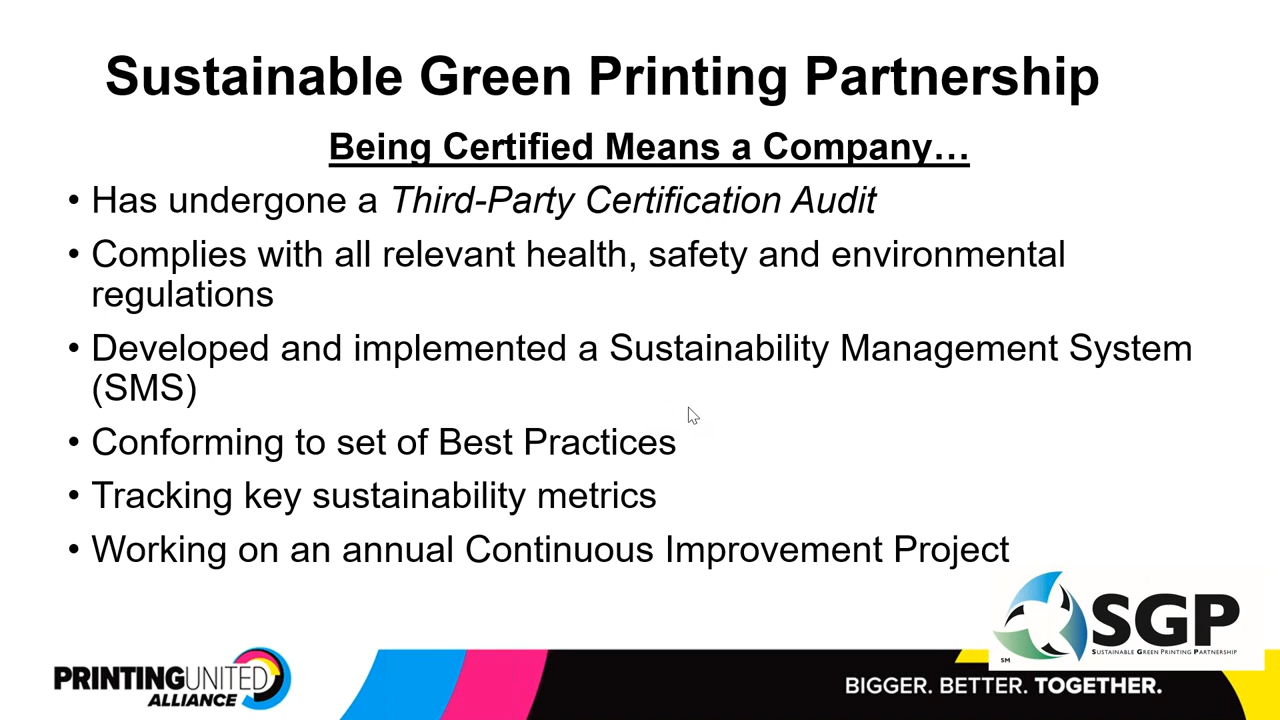 Sustainable Green Printing Partnership
Being Certified Means a Company…
• Has undergone a Third-Party Certification Audit
• Complies with all relevant health, safety and environmental
regulations
• Developed and implemented a Sustainability Management System
(SMS)
• Conforming to set of Best Practices
• Tracking key sustainability metrics
• Working on an annual Continuous Improvement Project
SGP
SUSTAINABLE GREEN PRINTING PARTNERSHIP
SM
PRINTINGUNITED
ALLIANCE
BIGGER. BETTER. TOGETHER.